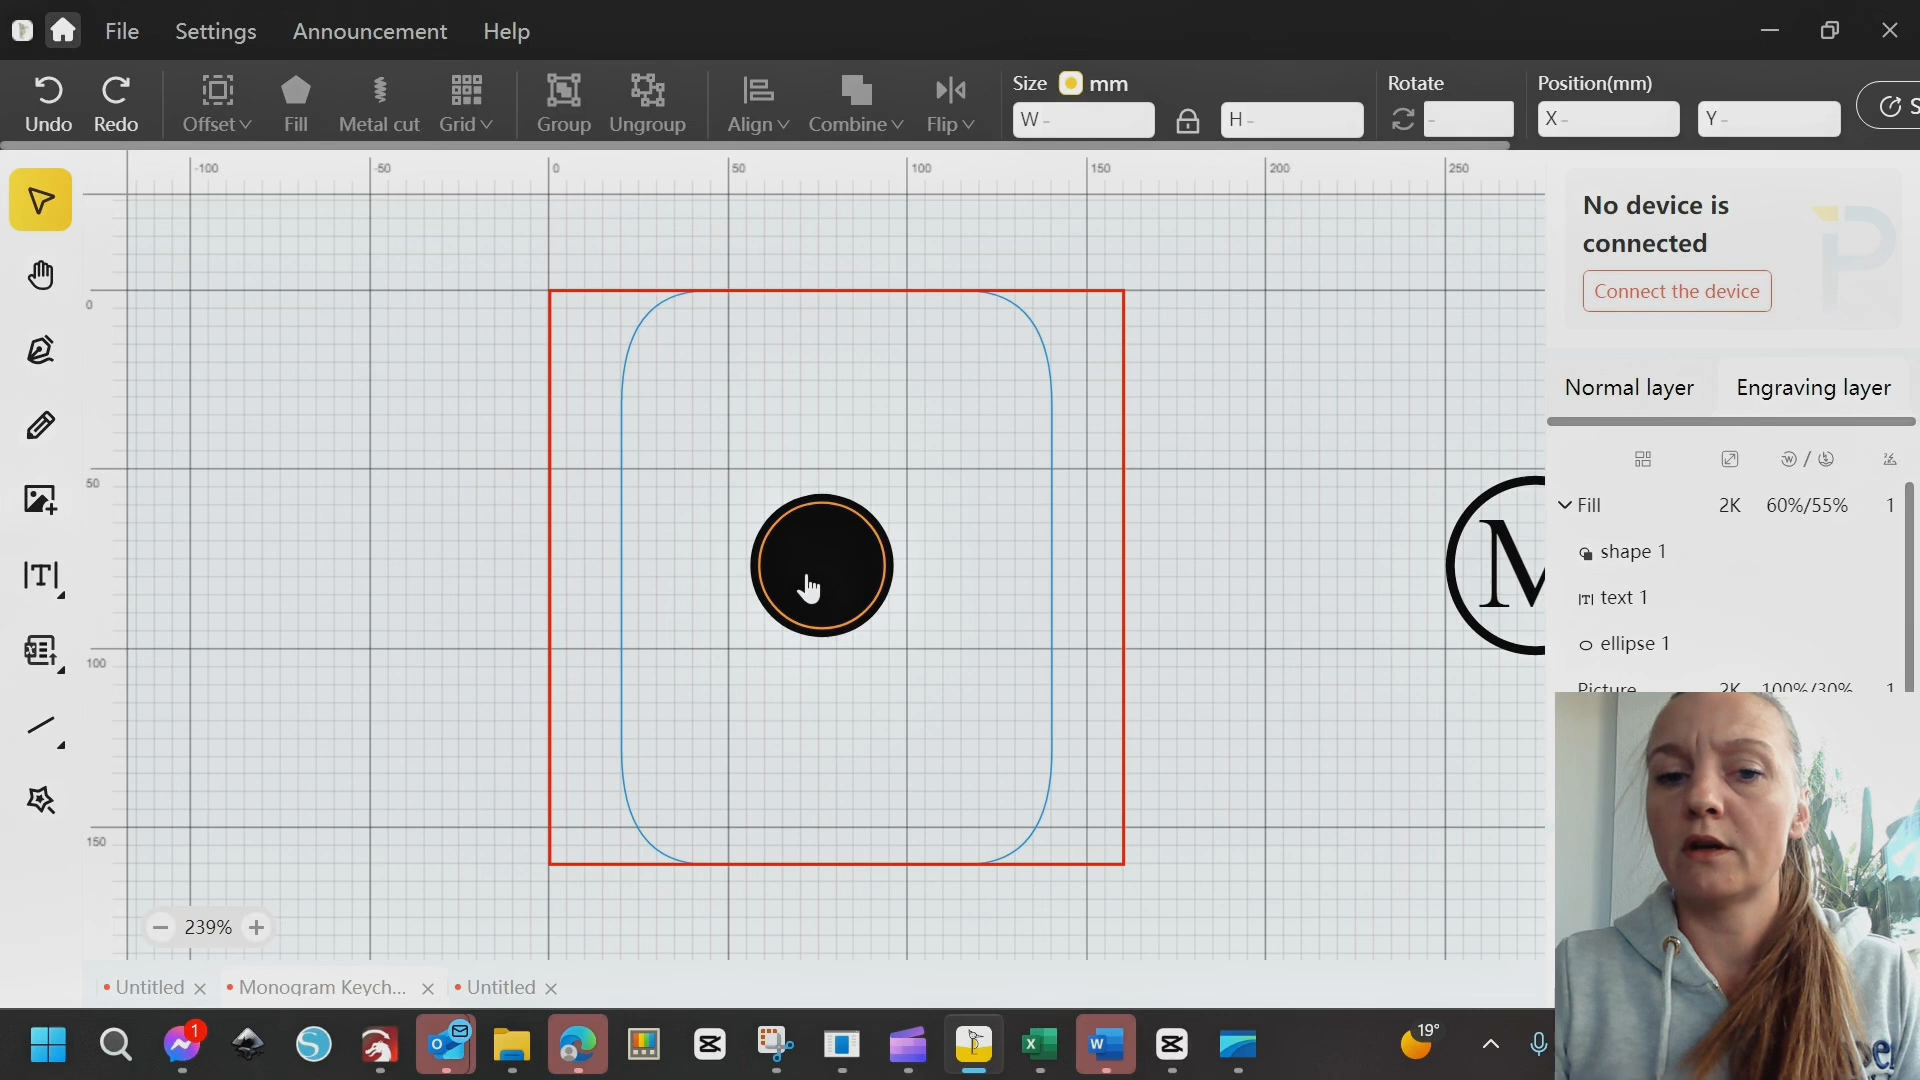 File Settings Announcement Help
Undo Redo Offset Fill Metal cut Grid Group Ungroup Align Combine Flip
Size mm Rotate Position(mm)
W - H - - X - Y - S
-100 -50 0 50 100 150 200 250
0
50
100
150
M
239%
No device is
connected
Connect the device
Normal layer Engraving layer
W /
Fill 2K 60%/55% 1
shape 1
text 1
ellipse 1
Picture 2K 100%/30% 1
Untitled Monogram Keych... Untitled
1
19°